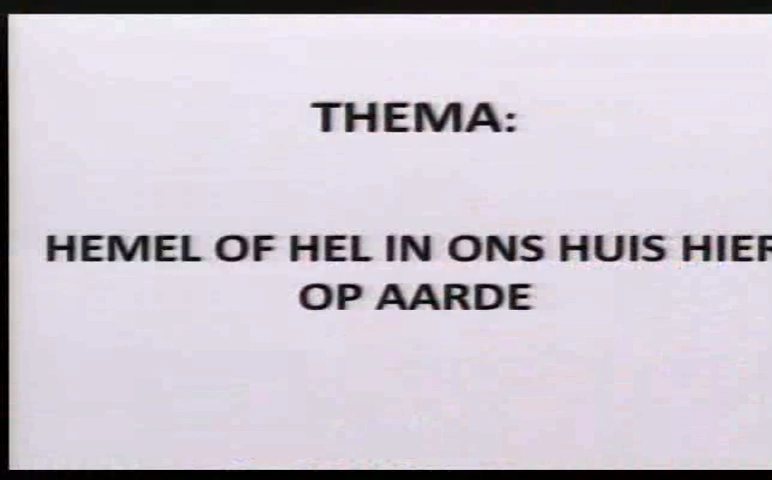 THEMA:
HEMEL OF HEL IN ONS HUIS HIER
OP AARDE